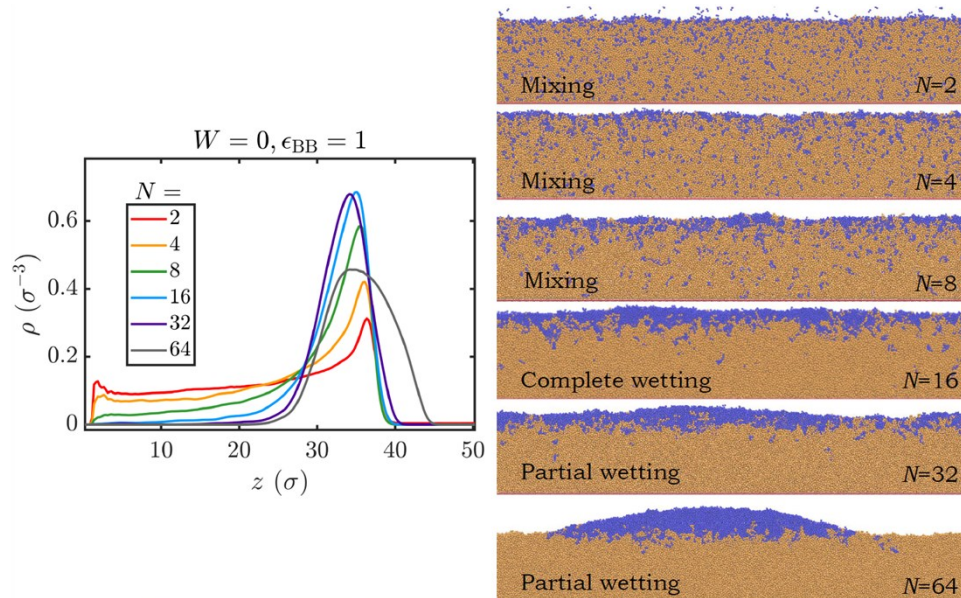 W = 0, ϵ_BB = 1
N =
2
4
8
16
32
64
ρ (σ⁻³)
0.6
0.4
0.2
0
10
20
30
40
50
z (σ)
Mixing N=2
Mixing N=4
Mixing N=8
Complete wetting N=16
Partial wetting N=32
Partial wetting N=64